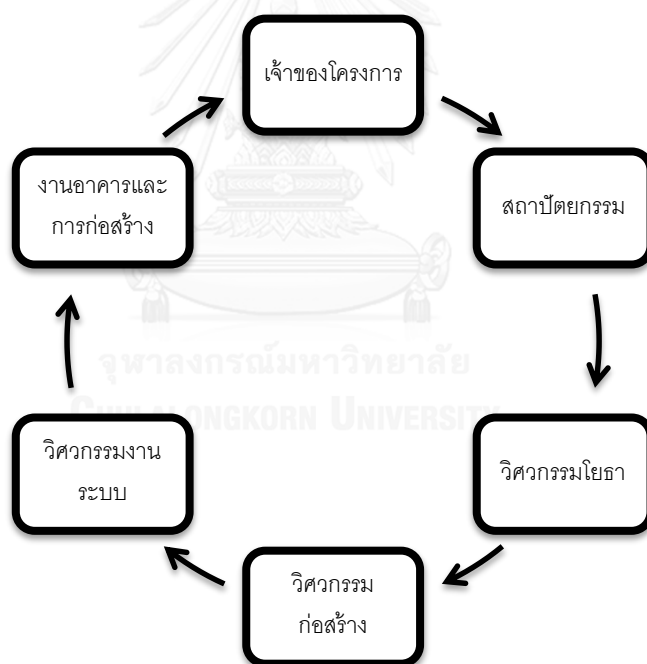 เจ้าของโครงการ
สถาปัตยกรรม
วิศวกรรมโยธา
วิศวกรรม
ก่อสร้าง
วิศวกรรมงาน
ระบบ
งานอาคารและ
การก่อสร้าง
จุฬาลงกรณ์มหาวิทยาลัย
CHULALONGKORN UNIVERSITY